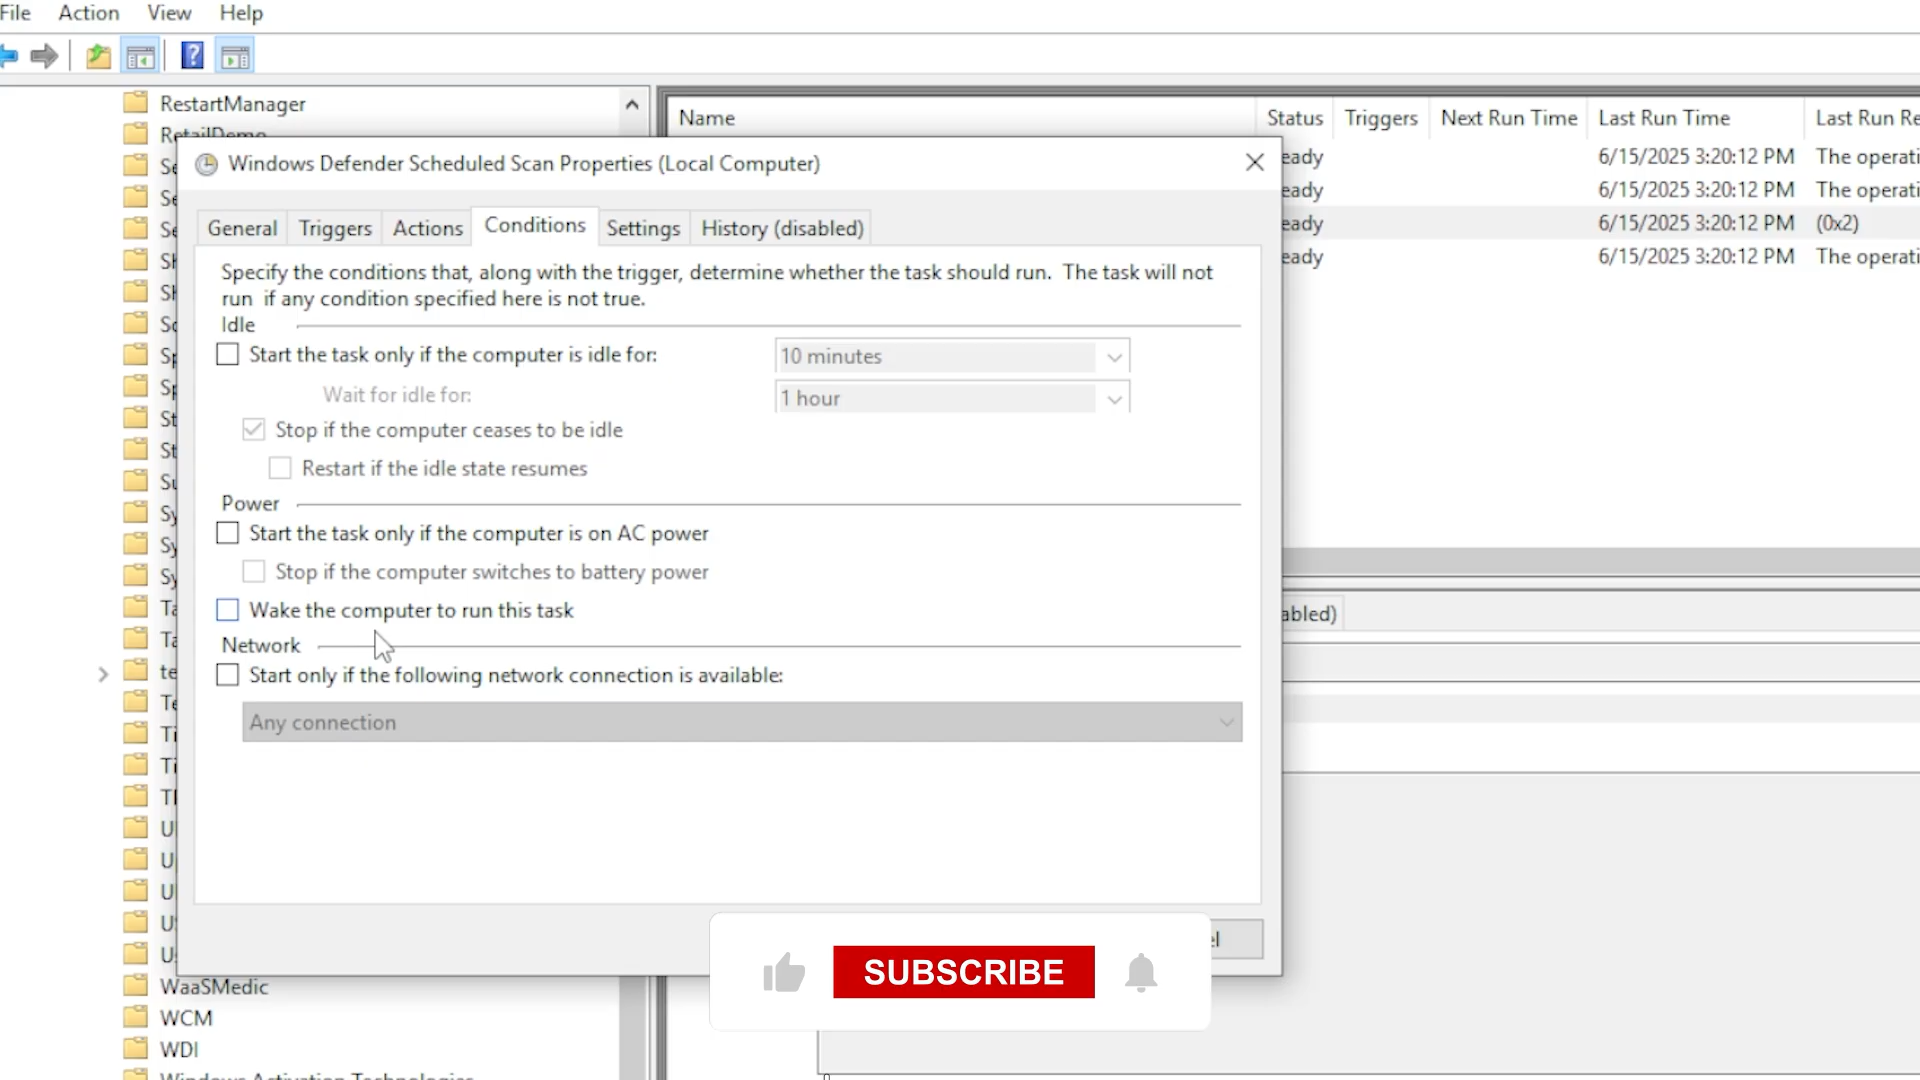 File Action View Help
RestartManager
RetailDemo
Name Status Triggers Next Run Time Last Run Time Last Run Re
Windows Defender Scheduled Scan Properties (Local Computer)
eady 6/15/2025 3:20:12 PM The operati
eady 6/15/2025 3:20:12 PM The operati
eady 6/15/2025 3:20:12 PM (0x2)
eady 6/15/2025 3:20:12 PM The operati
General Triggers Actions Conditions Settings History (disabled)
Specify the conditions that, along with the trigger, determine whether the task should run. The task will not
run if any condition specified here is not true.
Idle
Start the task only if the computer is idle for: 10 minutes
Wait for idle for: 1 hour
Stop if the computer ceases to be idle
Restart if the idle state resumes
Power
Start the task only if the computer is on AC power
Stop if the computer switches to battery power
Wake the computer to run this task
abled)
Network
Start only if the following network connection is available:
Any connection
el
SUBSCRIBE
WaaSMedic
WCM
WDI
Windows Activation Technologies